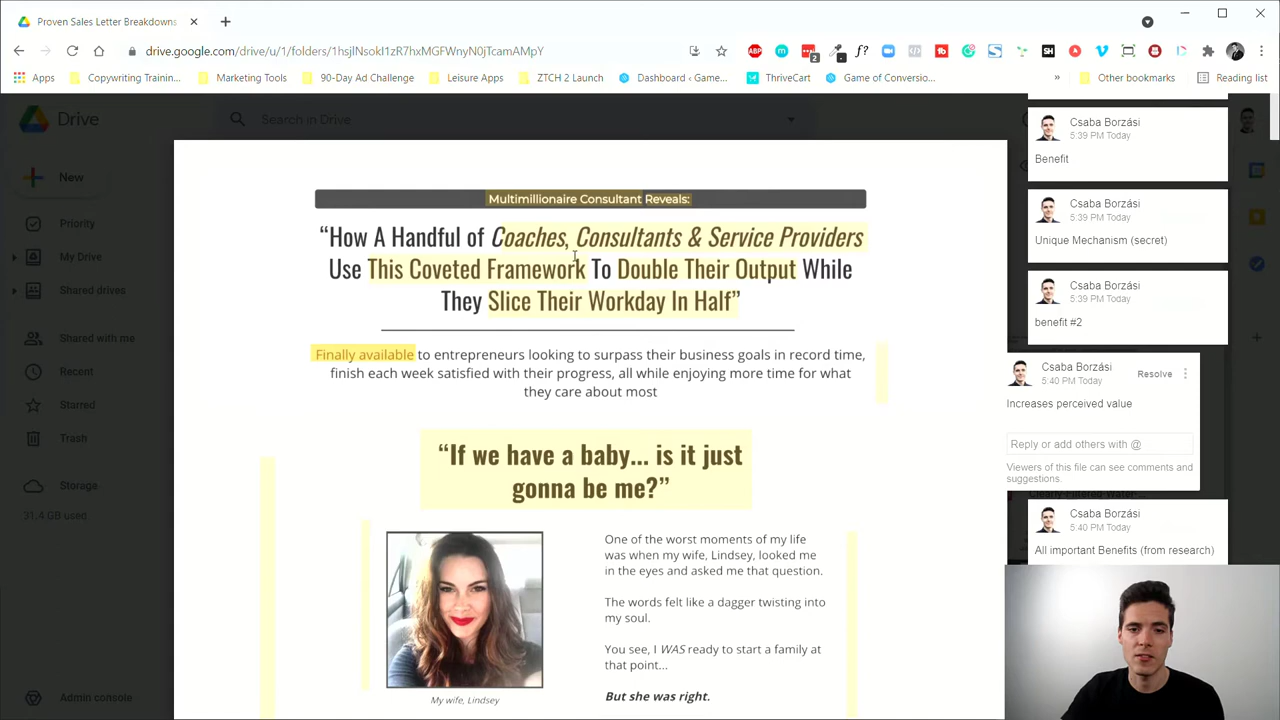 Proven Sales Letter Breakdowns
drive.google.com/drive/u/1/folders/1hsjlNsokI1zR7hxMGFWnyN0jTcamAMpY
Apps
Copywriting Trainin...
Marketing Tools
90-Day Ad Challenge
Leisure Apps
ZTCH 2 Launch
Dashboard ‹ Game...
ThriveCart
Game of Conversio...
»
Other bookmarks
Reading list
Drive
Search in Drive
New
Priority
My Drive
Shared drives
Shared with me
Recent
Starred
Trash
Storage
31.4 GB used
Admin console
Multimillionaire Consultant Reveals:
“How A Handful of Coaches, Consultants & Service Providers
Use This Coveted Framework To Double Their Output While
They Slice Their Workday In Half”
Finally available to entrepreneurs looking to surpass their business goals in record time,
finish each week satisfied with their progress, all while enjoying more time for what
they care about most
“If we have a baby... is it just
gonna be me?”
My wife, Lindsey
One of the worst moments of my life
was when my wife, Lindsey, looked me
in the eyes and asked me that question.
The words felt like a dagger twisting into
my soul.
You see, I WAS ready to start a family at
that point...
But she was right.
Csaba Borzási
5:39 PM Today
Benefit
Csaba Borzási
5:39 PM Today
Unique Mechanism (secret)
Csaba Borzási
5:39 PM Today
benefit #2
Csaba Borzási
5:40 PM Today
Resolve
Increases perceived value
Reply or add others with @
Viewers of this file can see comments and
suggestions.
Clearly Filtered Water...
Csaba Borzási
5:40 PM Today
All important Benefits (from research)